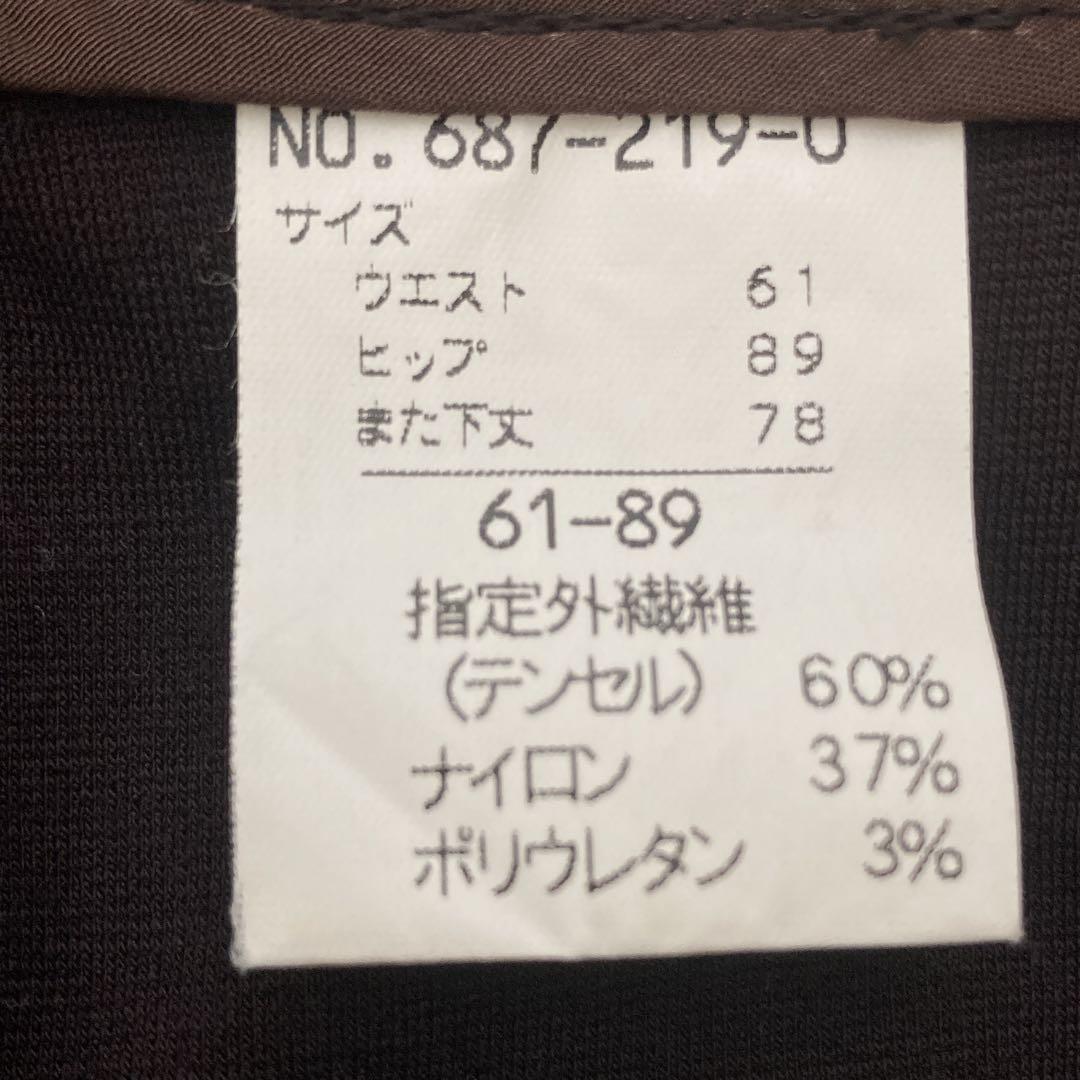 NO. 687-219-0
サイズ
ウエスト 61
ヒップ 89
また下丈 78
61-89
指定外繊維
(テンセル) 60%
ナイロン 37%
ポリウレタン 3%